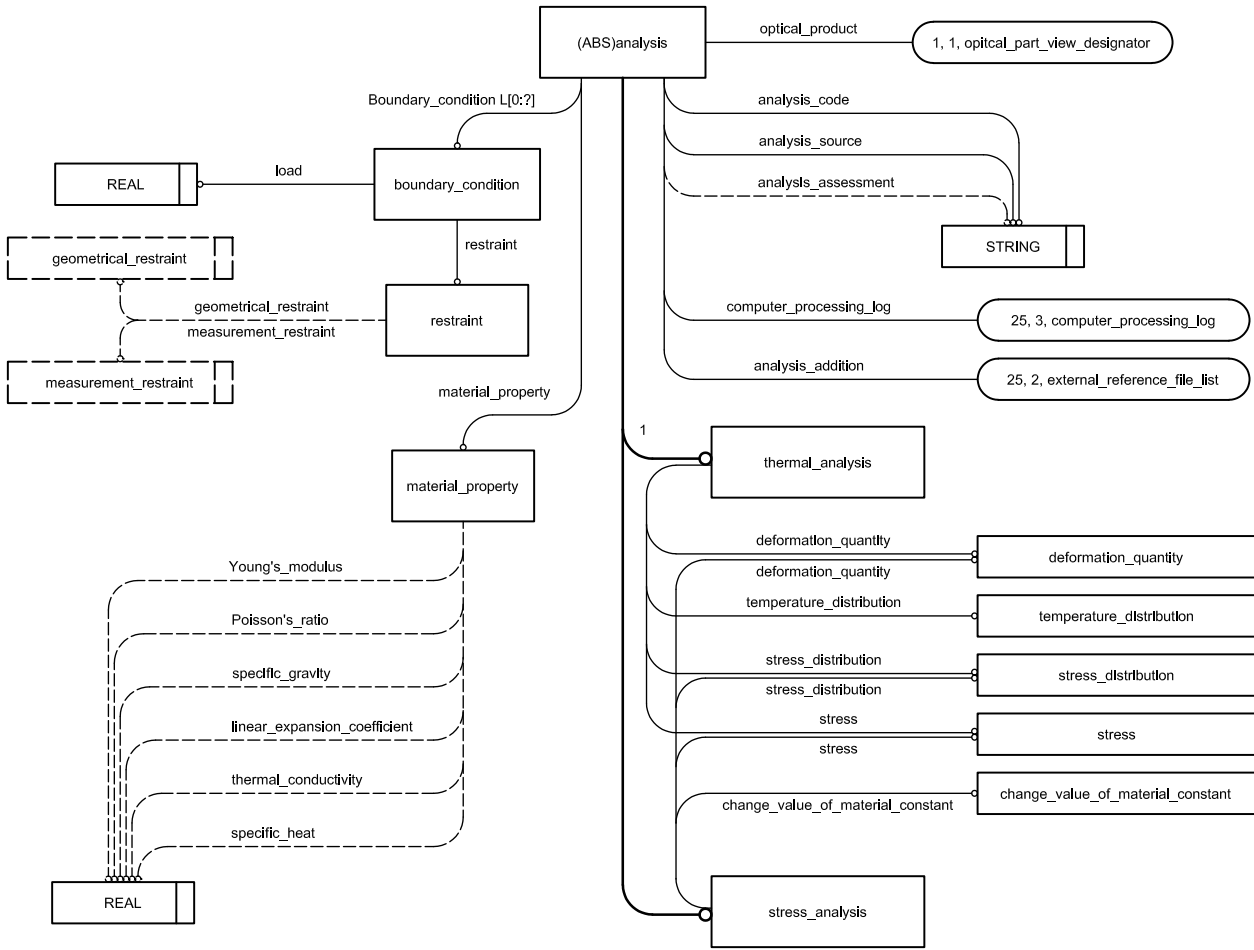 (ABS)analysis
optical_product
1, 1, opitcal_part_view_designator
Boundary_condition L[0:?]
analysis_code
analysis_source
analysis_assessment
REAL
load
boundary_condition
STRING
restraint
geometrical_restraint
geometrical_restraint
measurement_restraint
restraint
measurement_restraint
computer_processing_log
25, 3, computer_processing_log
analysis_addition
25, 2, external_reference_file_list
material_property
1
thermal_analysis
material_property
deformation_quantity
deformation_quantity
deformation_quantity
Young's_modulus
temperature_distribution
temperature_distribution
Poisson's_ratio
stress_distribution
stress_distribution
stress_distribution
specific_gravity
linear_expansion_coefficient
stress
stress
stress
thermal_conductivity
change_value_of_material_constant
change_value_of_material_constant
specific_heat
REAL
stress_analysis